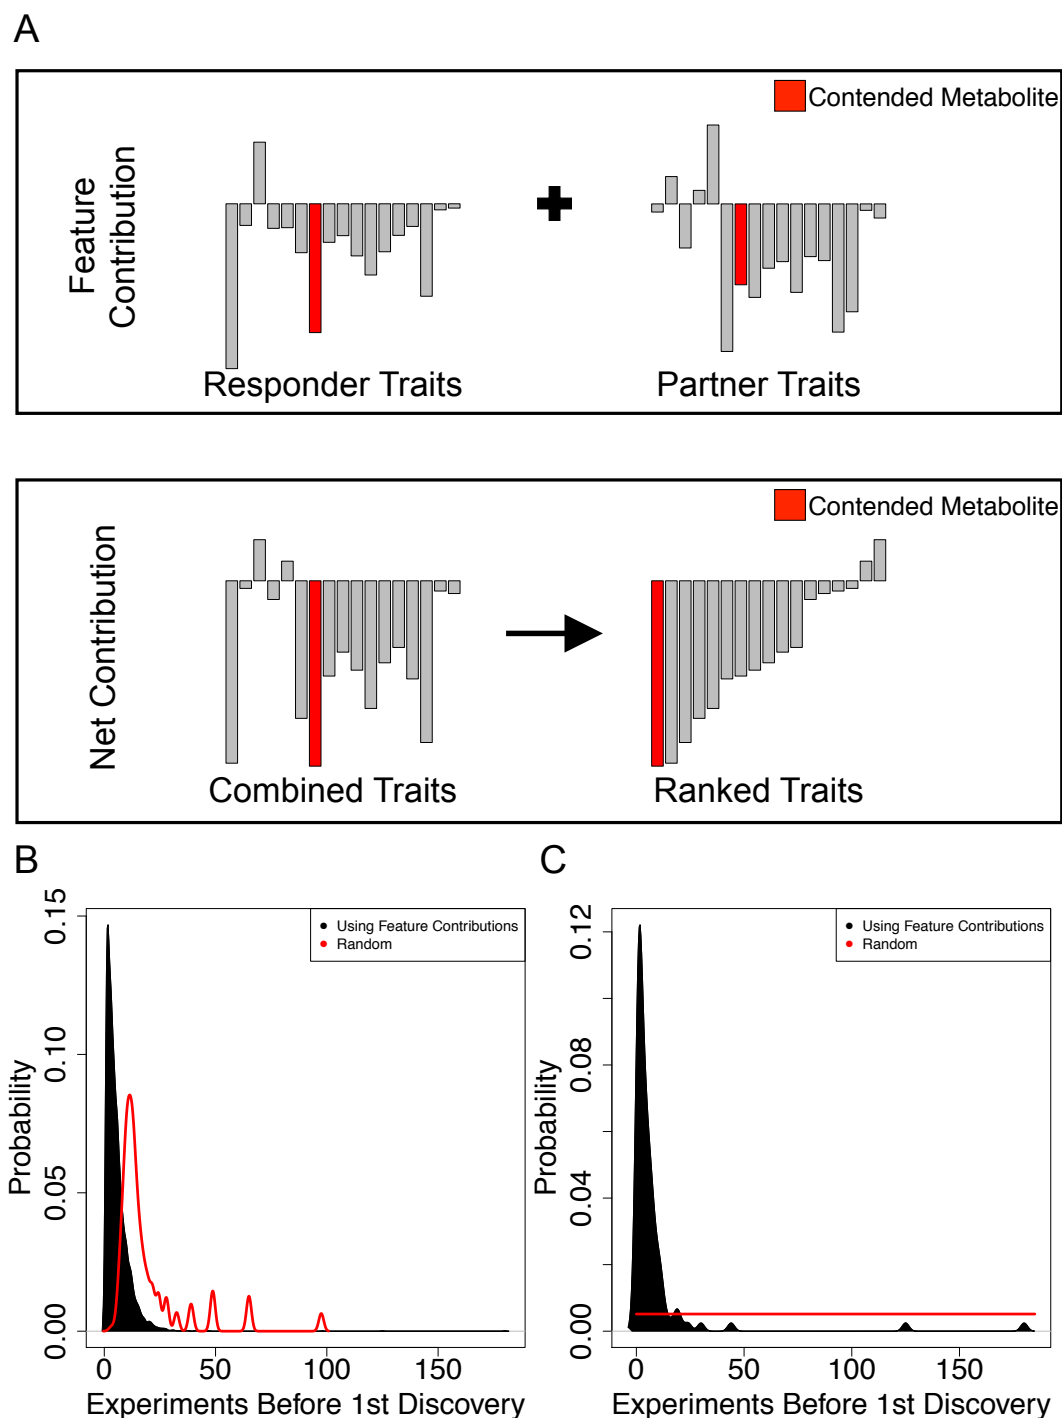 A
Contended Metabolite
Feature
Contribution
Responder Traits
Partner Traits
Contended Metabolite
Net Contribution
Combined Traits
Ranked Traits
B
Using Feature Contributions
Random
Probability
0.00
0.05
0.10
0.15
0
50
100
150
Experiments Before 1st Discovery
C
Using Feature Contributions
Random
Probability
0.00
0.04
0.08
0.12
0
50
100
150
Experiments Before 1st Discovery